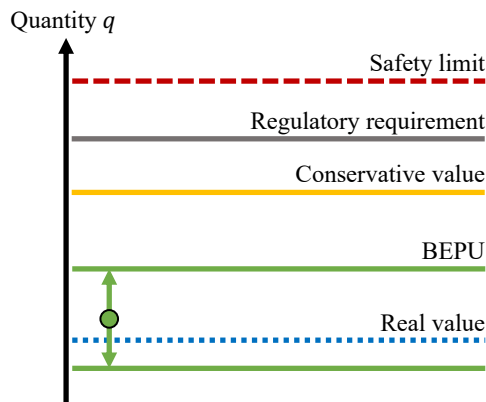 Quantity q
Safety limit
Regulatory requirement
Conservative value
BEPU
Real value